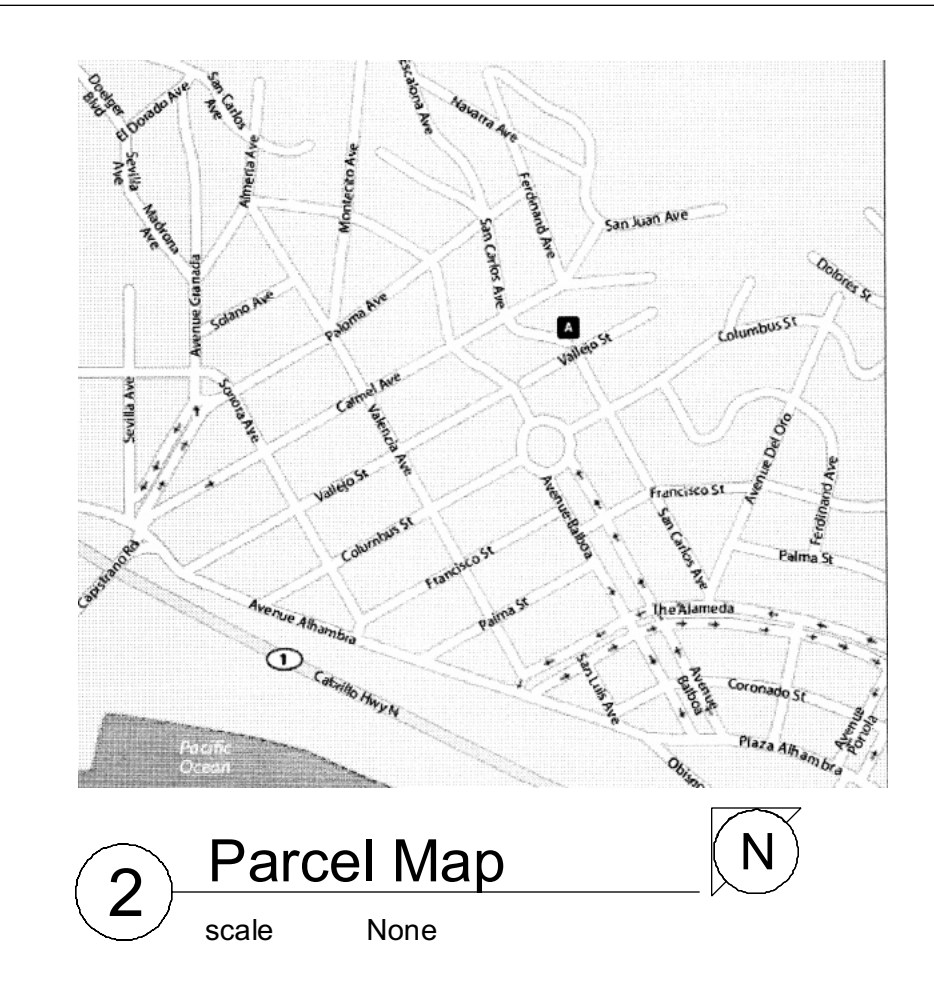 Doelger
Blvd
El Dorado Ave
San Carlos
Ave
Escalona Ave
Navarra Ave
Sevilla
Ave
Almeria Ave
Montecito Ave
Ferdinand Ave
San Juan Ave
Madrona
Ave
San Carlos Ave
Dolores St
Avenue Granada
Solano Ave
Paloma Ave
A
Columbus St
Vallejo St
Sevilla Ave
Sonora Ave
Carmel Ave
Valencia Ave
Avenue Del Oro
Vallejo St
Ferdinand Ave
Francisco St
Avenue Balboa
Columbus St
San Carlos Ave
Francisco St
Palma St
Capistrano Rd
Avenue Alhambra
Palma St
The Alameda
1
San Luis Ave
Avenue
Balboa
Coronado St
Cabrillo Hwy N
Avenue
Portola
Plaza Alhambra
Pacific
Ocean
Obispo
2
Parcel Map
N
scale None